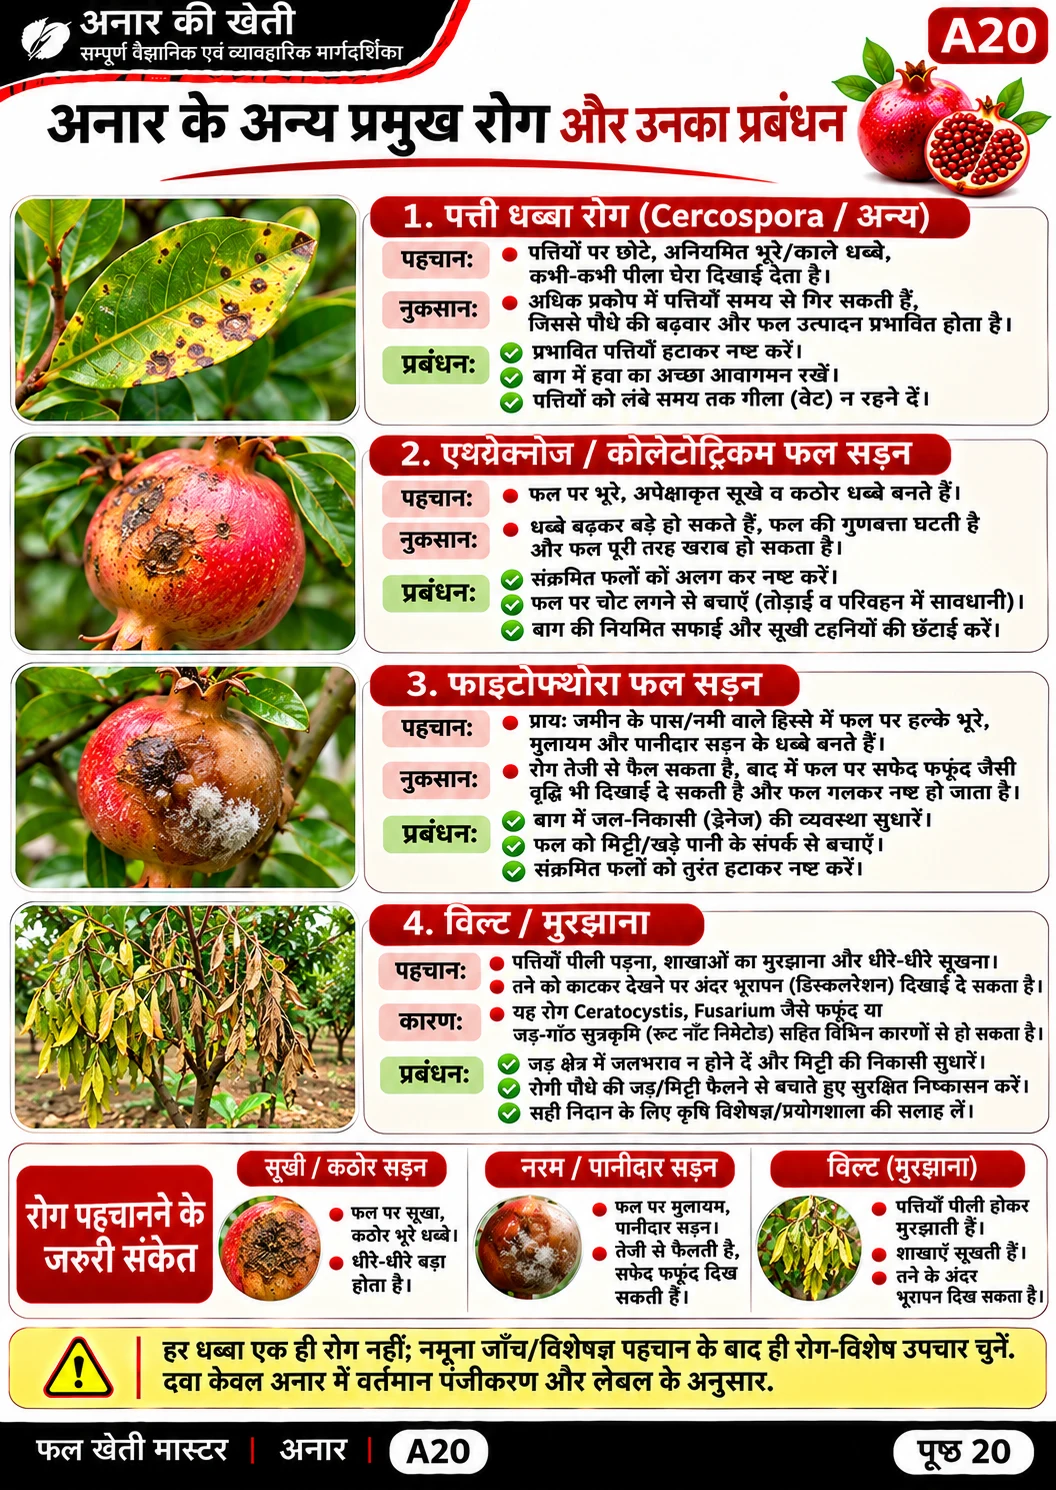 अनार की खेती
सम्पूर्ण वैज्ञानिक एवं व्यावहारिक मार्गदर्शिका
A20
अनार के अन्य प्रमुख रोग और उनका प्रबंधन
1. पत्ती धब्बा रोग (Cercospora / अन्य)
पहचान:
पत्तियों पर छोटे, अनियमित भूरे/काले धब्बे,
कभी-कभी पीला घेरा दिखाई देता है।
नुकसान:
अधिक प्रकोप में पत्तियाँ समय से गिर सकती हैं,
जिससे पौधे की बढ़वार और फल उत्पादन प्रभावित होता है।
प्रबंधन:
प्रभावित पत्तियाँ हटाकर नष्ट करें।
बाग में हवा का अच्छा आवागमन रखें।
पत्तियों को लंबे समय तक गीला (वेट) न रहने दें।
2. / कोलेटोट्रिकम फल सड़न
पहचान:
फल पर भूरे, अपेक्षाकृत सूखे व कठोर धब्बे बनते हैं।
नुकसान:
धब्बे बढ़कर बड़े हो सकते हैं, फल की गुणबत्ता घटती है
और फल पूरी तरह खराब हो सकता है।
प्रबंधन:
संक्रमित फलों कों अलग कर नष्ट करें।
फल पर चोट लगने से बचाएँ (तोड़ाई व परिवहन में सावधानी)।
बाग की नियमित सफाई और सूखी टहनियों की छँटाई करें।
3. फाइटोफ्थोरा फल सड़न
पहचान:
प्रायः जमीन के पास/नमी वाले हिस्से में फल पर हल्के भूरे,
मुलायम और पानीदार सड़न के धब्बे बनते हैं।
नुकसान:
रोग तेजी से फैल सकता है, बाद में फल पर सफेद फफूंद जैसी
वृद्धि भी दिखाई दे सकती है और फल गलकर नष्ट हो जाता है।
प्रबंधन:
बाग में जल-निकासी (ड्रेनेज) की व्यवस्था सुधारें।
फल को मिट्टी/खड़े पानी के संपर्क से बचाएँ।
संक्रमित फलों को तुरंत हटाकर नष्ट करें।
4. विल्ट / मुरझाना
पहचान:
पत्तियाँ पीली पड़ना, शाखाओं का मुरझाना और धीरे-धीरे सूखना।
तने को काटकर देखने पर अंदर भूरापन (डिस्कलरेशन) दिखाई दे सकता है।
कारण:
यह रोग Ceratocystis, Fusarium जैसे फफूंद या
जड़-गाँठ सुत्रकृमि (रूट नॉट निमेटोड) सहित विभिन कारणों से हो सकता है।
प्रबंधन:
जड़ क्षेत्र में जलभराव न होने दें और मिट्टी की निकासी सुधारें।
रोगी पौधे की जड़/मिट्टी फैलने से बचाते हुए सुरक्षित निष्कासन करें।
सही निदान के लिए कृषि विशेषज्ञ/प्रयोगशाला की सलाह लें।
रोग पहचानने के
जरुरी संकेत
सूखी / कठोर सड़न
फल पर सूखा,
कठोर भूरे धब्बे।
धीरे-धीरे बड़ा
होता है।
नरम / पानीदार सड़न
फल पर मुलायम,
पानीदार सड़न।
तेजी से फैलती है,
सफेद फफूंद दिख
सकती हैं।
विल्ट (मुरझाना)
पत्तियाँ पीली होकर
मुरझाती हैं।
शाखाएँ सूखती हैं।
तने के अंदर
भूरापन दिख सकता है।
हर धब्बा एक ही रोग नहीं; नमूना जाँच/विशेषज्ञ पहचान के बाद ही रोग-विशेष उपचार चुनें.
दवा केवल अनार में वर्तमान पंजीकरण और लेबल के अनुसार.
फल खेती मास्टर | अनार | A20
पृष्ठ 20